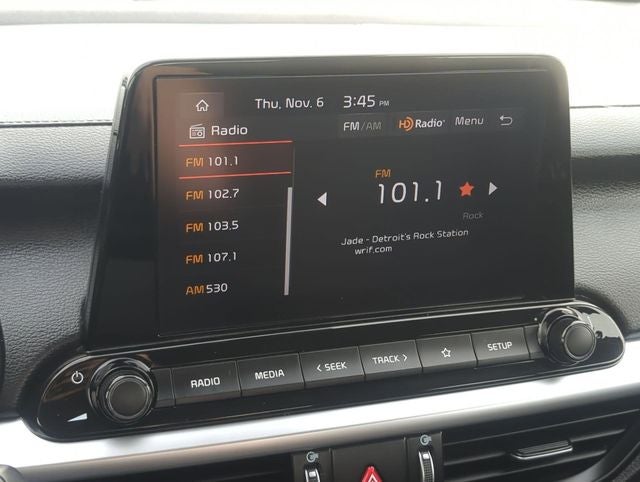 Thu, Nov. 6 3:45 PM
Radio FM/AM HD Radio Menu
FM 101.1
FM 102.7
FM 103.5
FM 107.1
AM 530
FM
101.1
Rock
Jade - Detroit's Rock Station
wrif.com
RADIO MEDIA < SEEK TRACK > SETUP